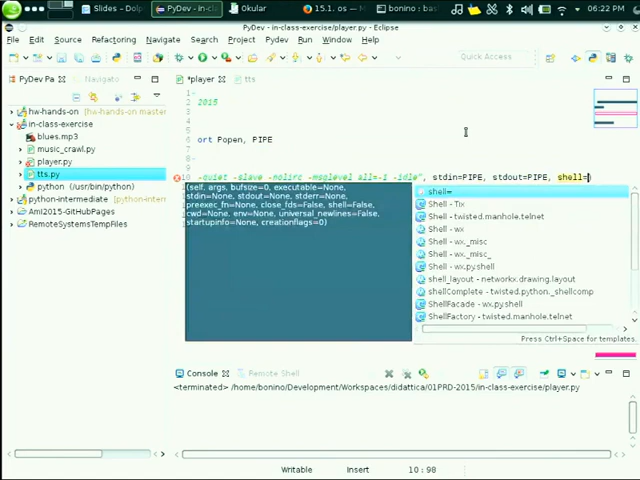 Slides - Dolp
PyDev - in-cl
Okular
15.1. os — M
bonino : ba
06:22 PM
PyDev - in-class-exercise/player.py - Eclipse
File Edit Source Refactoring Navigate Search Project Pydev Run Window Help
Quick Access
PyDev Pa
Navigato
*player
tts
hw-hands-on [hw-hands-on master
in-class-exercise
blues.mp3
music_crawl.py
player.py
tts.py
python (/usr/bin/python)
python-intermediate [python-inter
AmI2015-GitHubPages
RemoteSystemsTempFiles
2015
ort Popen, PIPE
-quiet -slave -nolirc -msglevel all=-1 -idle", stdin=PIPE, stdout=PIPE, shell=)
(self, args, bufsize=0, executable=None,
stdin=None, stdout=None, stderr=None,
preexec_fn=None, close_fds=False, shell=False,
cwd=None, env=None, universal_newlines=False,
startupinfo=None, creationflags=0)
shell=
Shell - Tix
Shell - twisted.manhole.telnet
Shell - wx
Shell - wx._misc
Shell - wx._misc_
Shell - wx.py.shell
shell_layout - networkx.drawing.layout
shellComplete - twisted.python._shellcomp
ShellFacade - wx.py.shell
ShellFactory - twisted.manhole.telnet
Press Ctrl+Space for templates.
Console
Remote Shell
<terminated> /home/bonino/Development/Workspaces/didattica/01PRD-2015/in-class-exercise/player.py
Writable
Insert
10 : 98